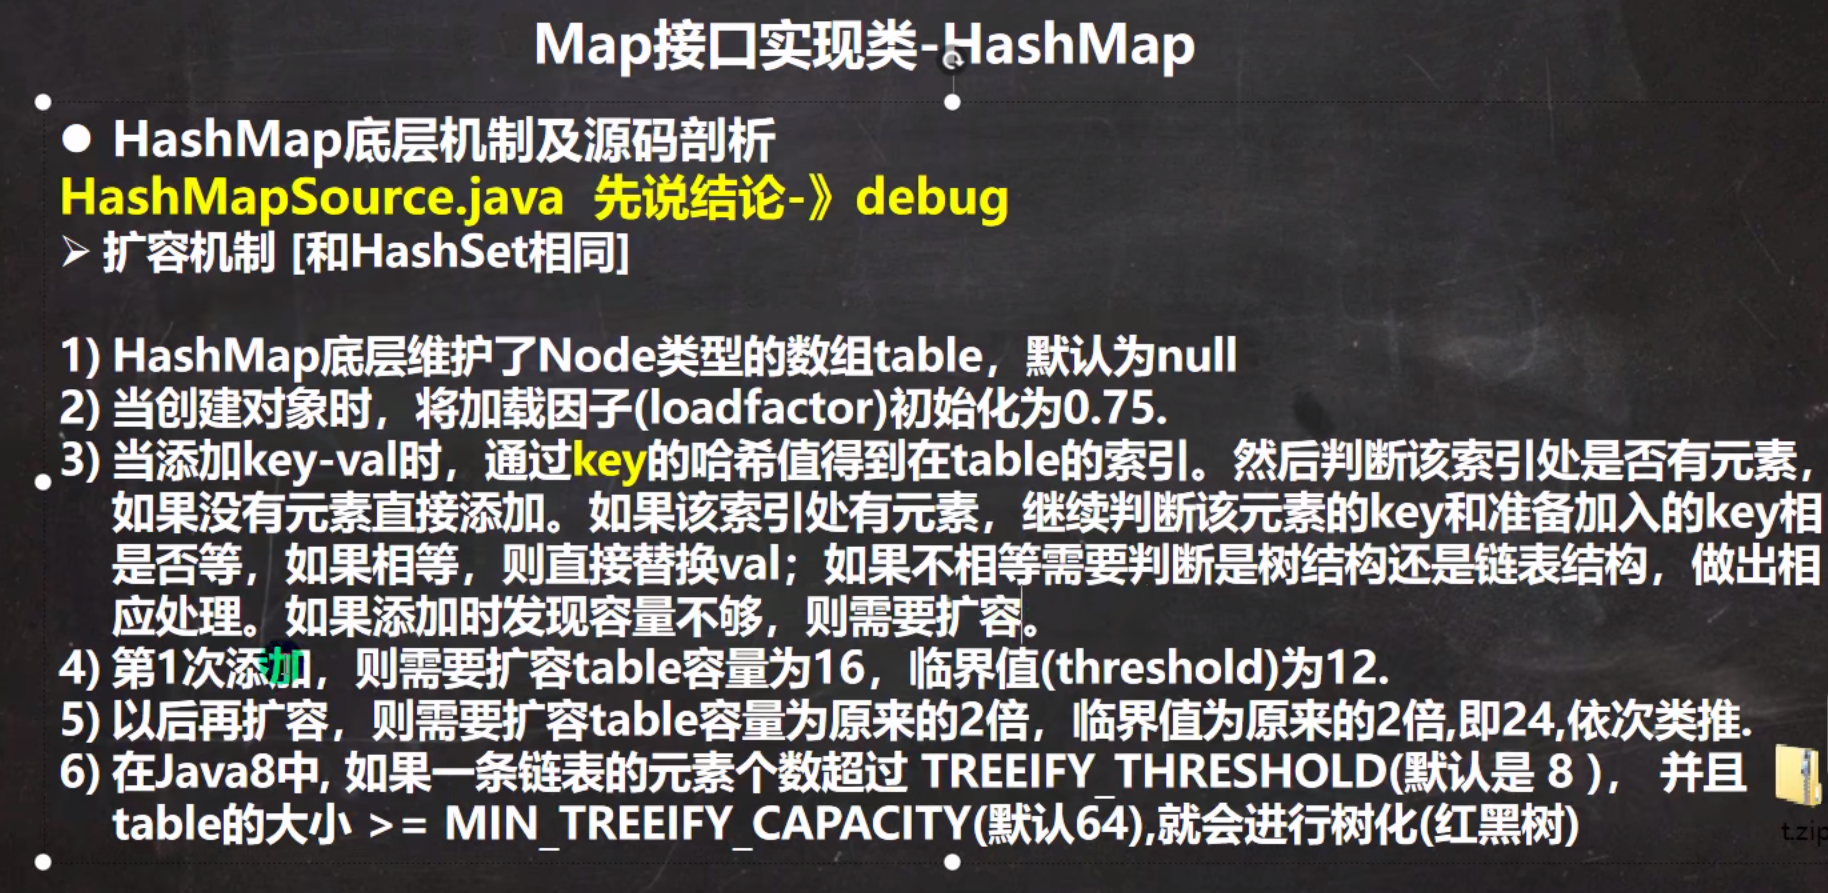 Map接口实现类-HashMap
● HashMap底层机制及源码剖析
HashMapSource.java 先说结论-》debug
➢ 扩容机制 [和HashSet相同]
1) HashMap底层维护了Node类型的数组table，默认为null
2) 当创建对象时，将加载因子(loadfactor)初始化为0.75.
3) 当添加key-val时，通过key的哈希值得到在table的索引。然后判断该索引处是否有元素，
如果没有元素直接添加。如果该索引处有元素，继续判断该元素的key和准备加入的key相
是否等，如果相等，则直接替换val；如果不相等需要判断是树结构还是链表结构，做出相
应处理。如果添加时发现容量不够，则需要扩容。
4) 第1次添加，则需要扩容table容量为16，临界值(threshold)为12.
5) 以后再扩容，则需要扩容table容量为原来的2倍，临界值为原来的2倍,即24,依次类推.
6) 在Java8中, 如果一条链表的元素个数超过 TREEIFY_THRESHOLD(默认是 8 )， 并且
table的大小 >= MIN_TREEIFY_CAPACITY(默认64),就会进行树化(红黑树)
t.zip